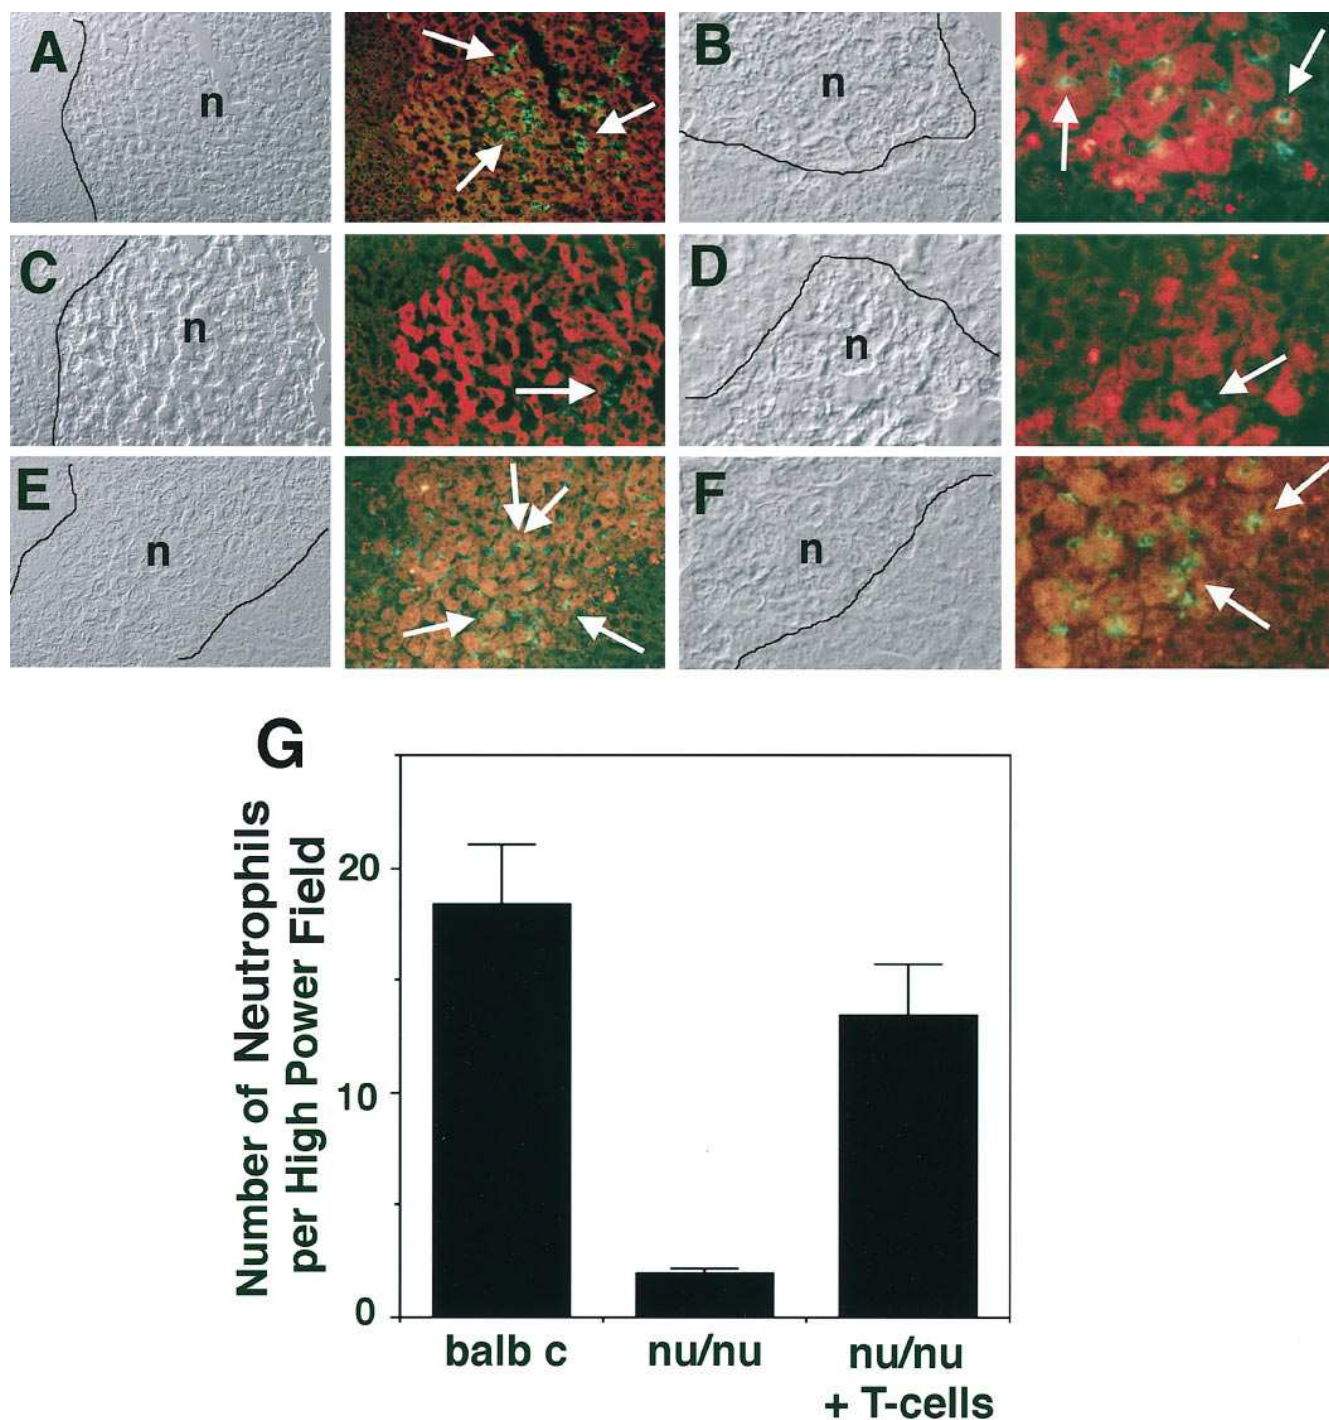 A
n
B
n
C
n
D
n
E
n
F
n
G
Number of Neutrophils
per High Power Field
20
10
0
balb c
nu/nu
nu/nu
+ T-cells